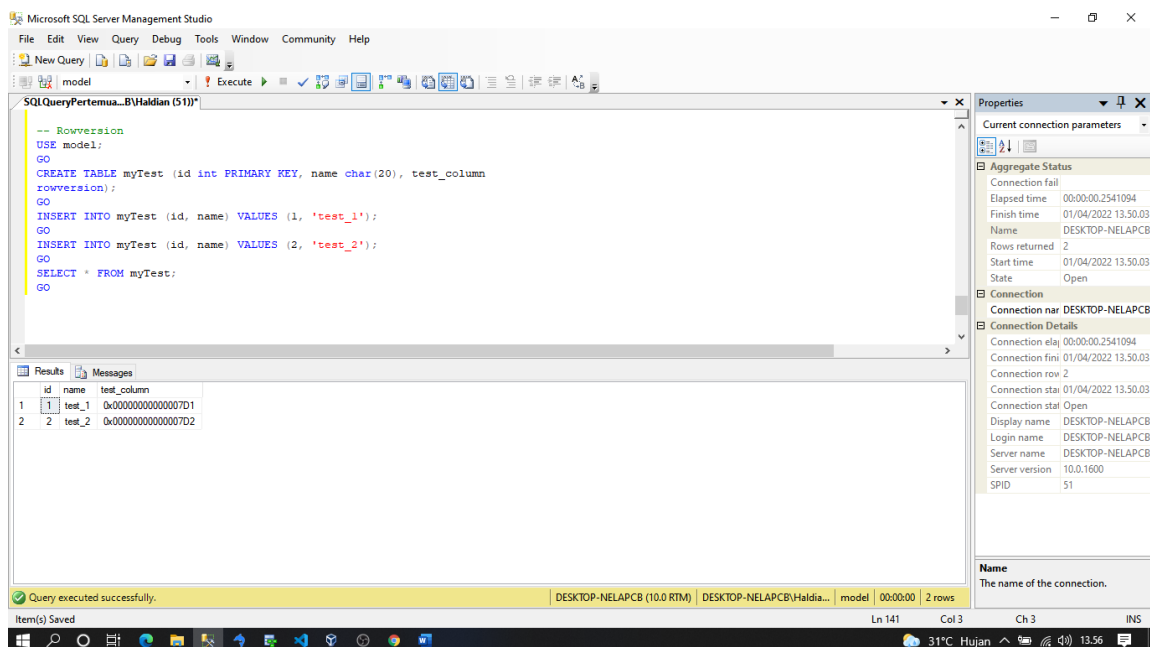 Microsoft SQL Server Management Studio
File Edit View Query Debug Tools Window Community Help
New Query
model Execute
SQLQueryPertemua...B\Haldian (51))*
-- Rowversion
USE model;
GO
CREATE TABLE myTest (id int PRIMARY KEY, name char(20), test_column
rowversion);
GO
INSERT INTO myTest (id, name) VALUES (1, 'test_1');
GO
INSERT INTO myTest (id, name) VALUES (2, 'test_2');
GO
SELECT * FROM myTest;
GO
Results Messages
id name test_column
1 1 test_1 0x00000000000007D1
2 2 test_2 0x00000000000007D2
Query executed successfully. DESKTOP-NELAPCB (10.0 RTM) DESKTOP-NELAPCB\Haldia... model 00:00:00 2 rows
Properties
Current connection parameters
Aggregate Status
Connection fail
Elapsed time 00:00:00.2541094
Finish time 01/04/2022 13.50.03
Name DESKTOP-NELAPCB
Rows returned 2
Start time 01/04/2022 13.50.03
State Open
Connection
Connection nar DESKTOP-NELAPCB
Connection Details
Connection elaj 00:00:00.2541094
Connection fini 01/04/2022 13.50.03
Connection rov 2
Connection sta 01/04/2022 13.50.03
Connection stat Open
Display name DESKTOP-NELAPCB
Login name DESKTOP-NELAPCB
Server name DESKTOP-NELAPCB
Server version 10.0.1600
SPID 51
Name
The name of the connection.
Item(s) Saved Ln 141 Col 3 Ch 3 INS
31°C Hujan 13.56